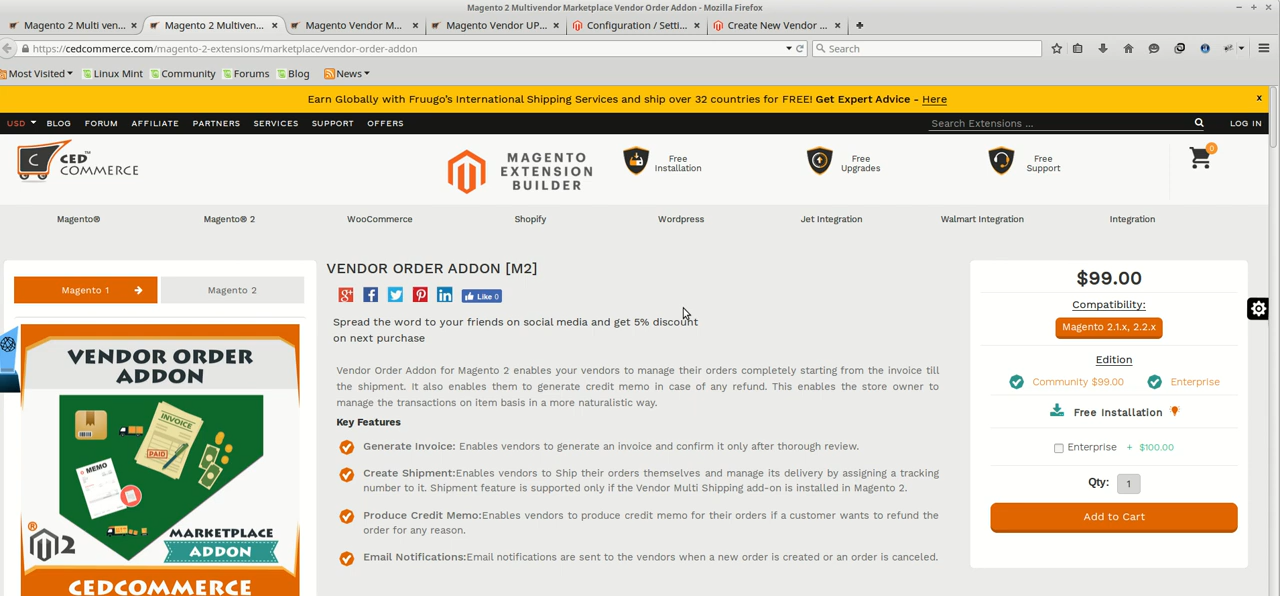 Magento 2 Multivendor Marketplace Vendor Order Addon - Mozilla Firefox
Magento 2 Multi ven...
Magento 2 Multiven...
Magento Vendor M...
Magento Vendor UP...
Configuration / Setti...
Create New Vendor ...
https://cedcommerce.com/magento-2-extensions/marketplace/vendor-order-addon
Search
Most Visited
Linux Mint
Community
Forums
Blog
News
Earn Globally with Fruugo's International Shipping Services and ship over 32 countries for FREE! Get Expert Advice - Here
x
USD
BLOG
FORUM
AFFILIATE
PARTNERS
SERVICES
SUPPORT
OFFERS
Search Extensions ...
LOG IN
C
CED™
COMMERCE
MAGENTO
EXTENSION
BUILDER
Free
Installation
Free
Upgrades
Free
Support
0
Magento®
Magento® 2
WooCommerce
Shopify
Wordpress
Jet Integration
Walmart Integration
Integration
Magento 1
Magento 2
VENDOR ORDER
ADDON
INVOICE
PAID
MEMO
®
2
MARKETPLACE
ADDON
CEDCOMMERCE
VENDOR ORDER ADDON [M2]
Like 0
Spread the word to your friends on social media and get 5% discount
on next purchase
Vendor Order Addon for Magento 2 enables your vendors to manage their orders completely starting from the invoice till
the shipment. It also enables them to generate credit memo in case of any refund. This enables the store owner to
manage the transactions on item basis in a more naturalistic way.
Key Features
Generate Invoice: Enables vendors to generate an invoice and confirm it only after thorough review.
Create Shipment:Enables vendors to Ship their orders themselves and manage its delivery by assigning a tracking
number to it. Shipment feature is supported only if the Vendor Multi Shipping add-on is installed in Magento 2.
Produce Credit Memo:Enables vendors to produce credit memo for their orders if a customer wants to refund the
order for any reason.
Email Notifications:Email notifications are sent to the vendors when a new order is created or an order is canceled.
$99.00
Compatibility:
Magento 2.1.x, 2.2.x
Edition
Community $99.00
Enterprise
Free Installation
Enterprise + $100.00
Qty: 1
Add to Cart